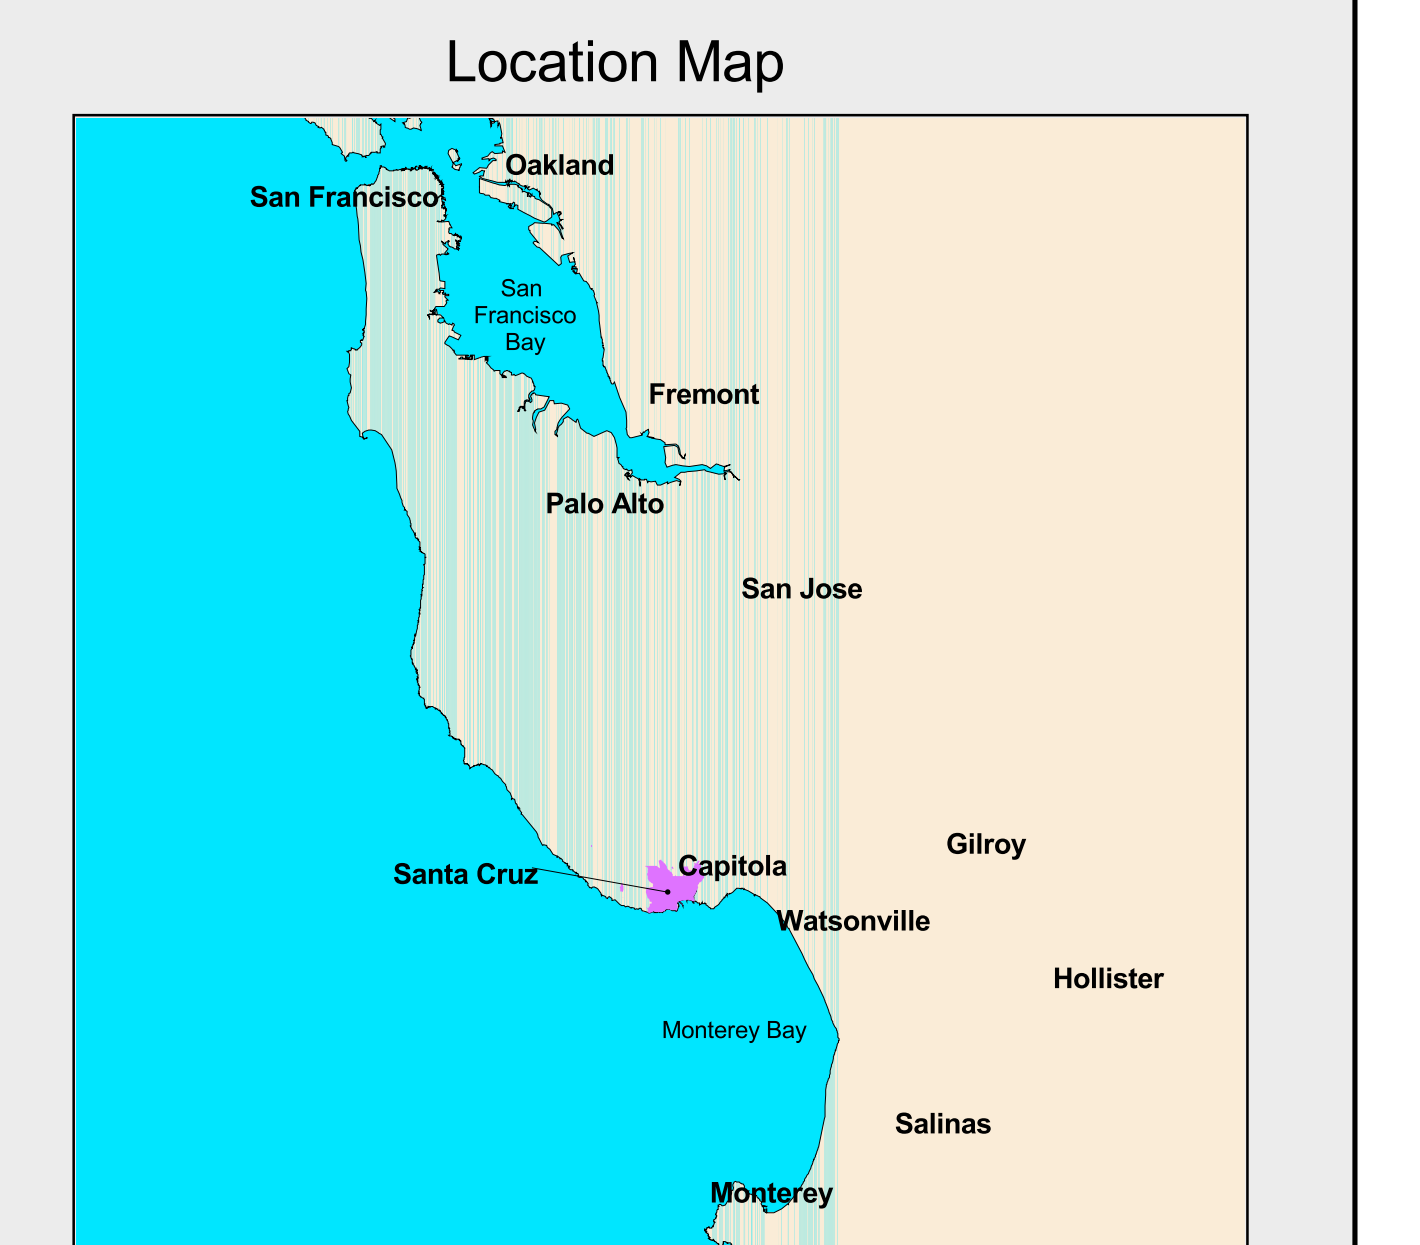 Location Map
Oakland
San Francisco
San
Francisco
Bay
Fremont
Palo Alto
San Jose
Gilroy
Capitola
Santa Cruz
Watsonville
Hollister
Monterey Bay
Salinas
Monterey